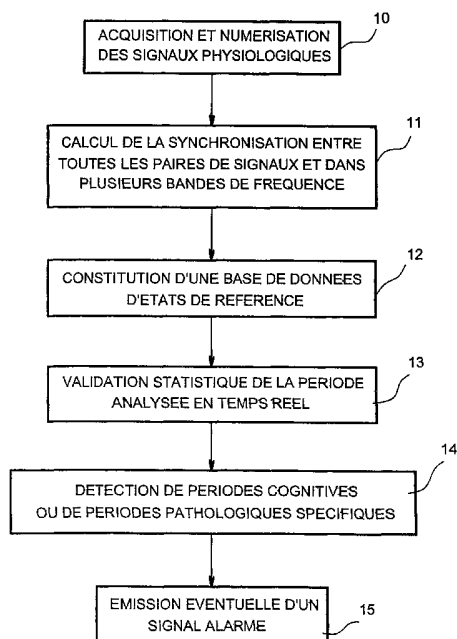 10
ACQUISITION ET NUMERISATION
DES SIGNAUX PHYSIOLOGIQUES
11
CALCUL DE LA SYNCHRONISATION ENTRE
TOUTES LES PAIRES DE SIGNAUX ET DANS
PLUSIEURS BANDES DE FREQUENCE
12
CONSTITUTION D'UNE BASE DE DONNEES
D'ETATS DE REFERENCE
13
VALIDATION STATISTIQUE DE LA PERIODE
ANALYSEE EN TEMPS REEL
14
DETECTION DE PERIODES COGNITIVES
OU DE PERIODES PATHOLOGIQUES SPECIFIQUES
15
EMISSION EVENTUELLE D'UN
SIGNAL ALARME